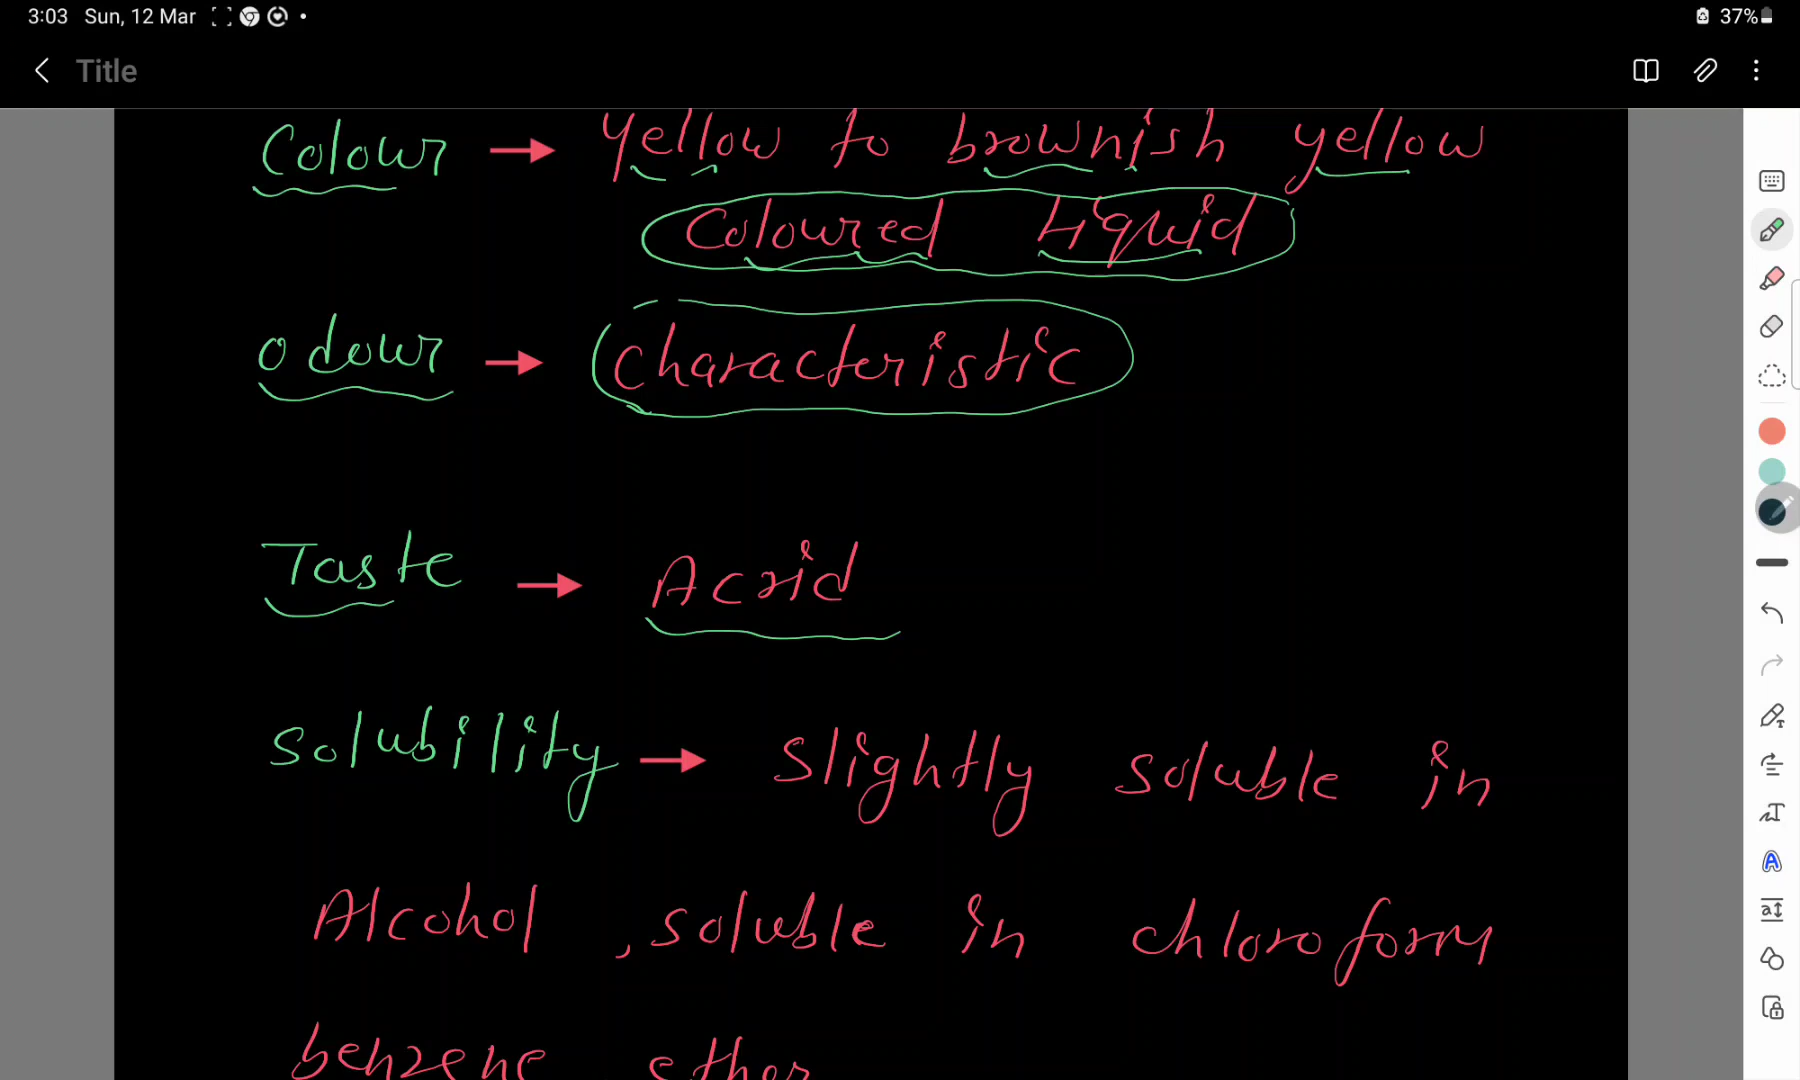 3:03 Sun, 12 Mar 37%
Title
Colour → Yellow to brownish yellow
Coloured Liquid
Odour → Characteristic
Taste → Acrid
Solubility → Slightly soluble in
Alcohol, soluble in chloroform
benzene ether